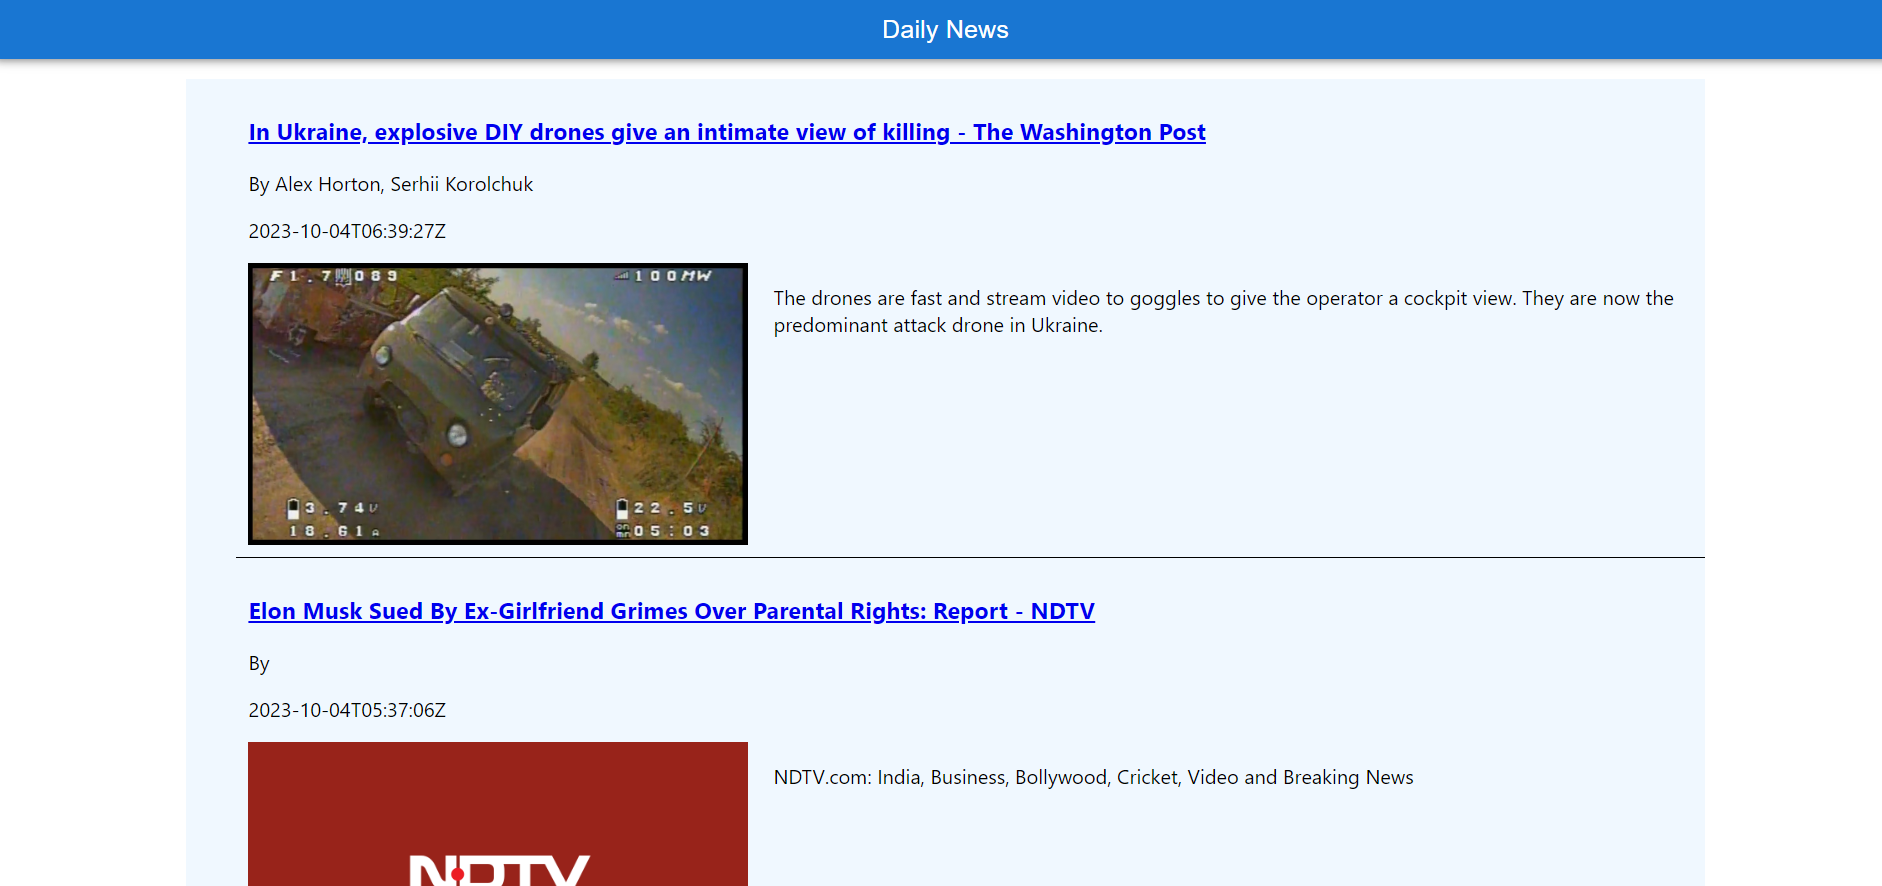 Daily News
In Ukraine, explosive DIY drones give an intimate view of killing - The Washington Post
By Alex Horton, Serhii Korolchuk
2023-10-04T06:39:27Z
F1.7 089
100MW
The drones are fast and stream video to goggles to give the operator a cockpit view. They are now the
predominant attack drone in Ukraine.
3.74V
22.5V
18.61A
on
mn 05:03
Elon Musk Sued By Ex-Girlfriend Grimes Over Parental Rights: Report - NDTV
By
2023-10-04T05:37:06Z
NDTV.com: India, Business, Bollywood, Cricket, Video and Breaking News
NDTV